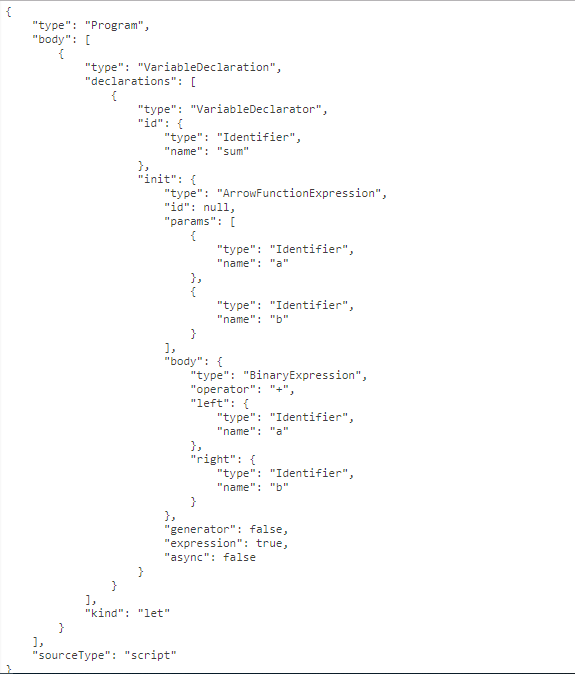 {
    "type": "Program",
    "body": [
        {
            "type": "VariableDeclaration",
            "declarations": [
                {
                    "type": "VariableDeclarator",
                    "id": {
                        "type": "Identifier",
                        "name": "sum"
                    },
                    "init": {
                        "type": "ArrowFunctionExpression",
                        "id": null,
                        "params": [
                            {
                                "type": "Identifier",
                                "name": "a"
                            },
                            {
                                "type": "Identifier",
                                "name": "b"
                            }
                        ],
                        "body": {
                            "type": "BinaryExpression",
                            "operator": "+",
                            "left": {
                                "type": "Identifier",
                                "name": "a"
                            },
                            "right": {
                                "type": "Identifier",
                                "name": "b"
                            }
                        },
                        "generator": false,
                        "expression": true,
                        "async": false
                    }
                }
            ],
            "kind": "let"
        }
    ],
    "sourceType": "script"
}